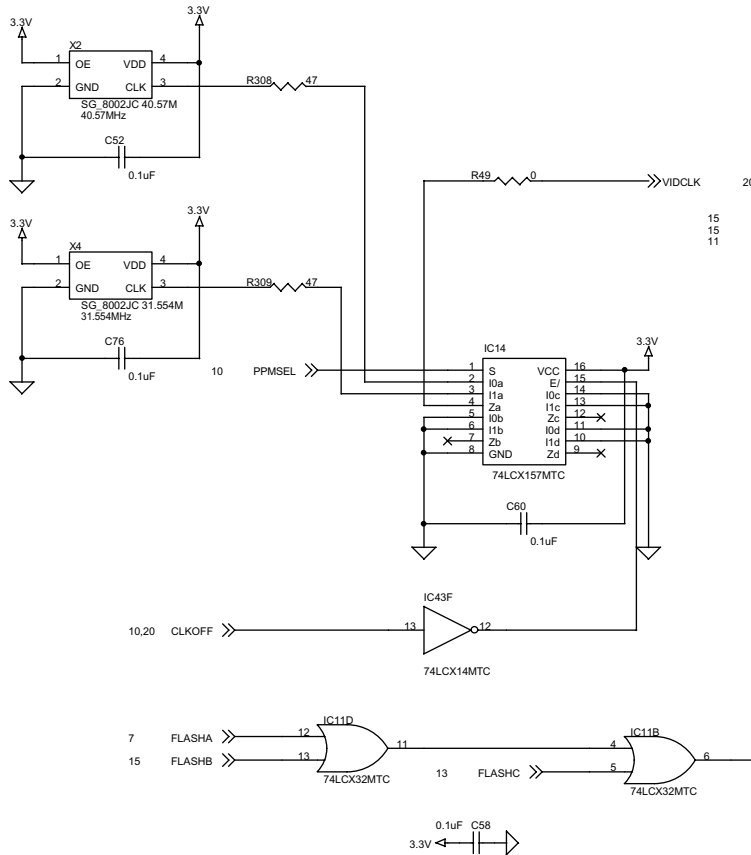 3.3V 3.3V
X2
1 OE VDD 4
2 GND CLK 3 R308 47
SG_8002JC 40.57M
40.57MHz
C52
0.1uF
R49 0 VIDCLK 20
15
15
11
3.3V 3.3V
X4
1 OE VDD 4
2 GND CLK 3 R309 47
SG_8002JC 31.554M
31.554MHz
C76
0.1uF
3.3V
IC14
10 PPMSEL 1 S VCC 16
2 I0a E/ 15
3 I1a I0c 14
4 Za I1c 13
5 I0b Zc 12
6 I1b I0d 11
7 Zb I1d 10
8 GND Zd 9
74LCX157MTC
C60
0.1uF
IC43F
10,20 CLKOFF 13 12
74LCX14MTC
IC11D IC11B
7 FLASHA 12 11 4 6
15 FLASHB 13 13 FLASHC 5
74LCX32MTC 74LCX32MTC
0.1uF C58
3.3V